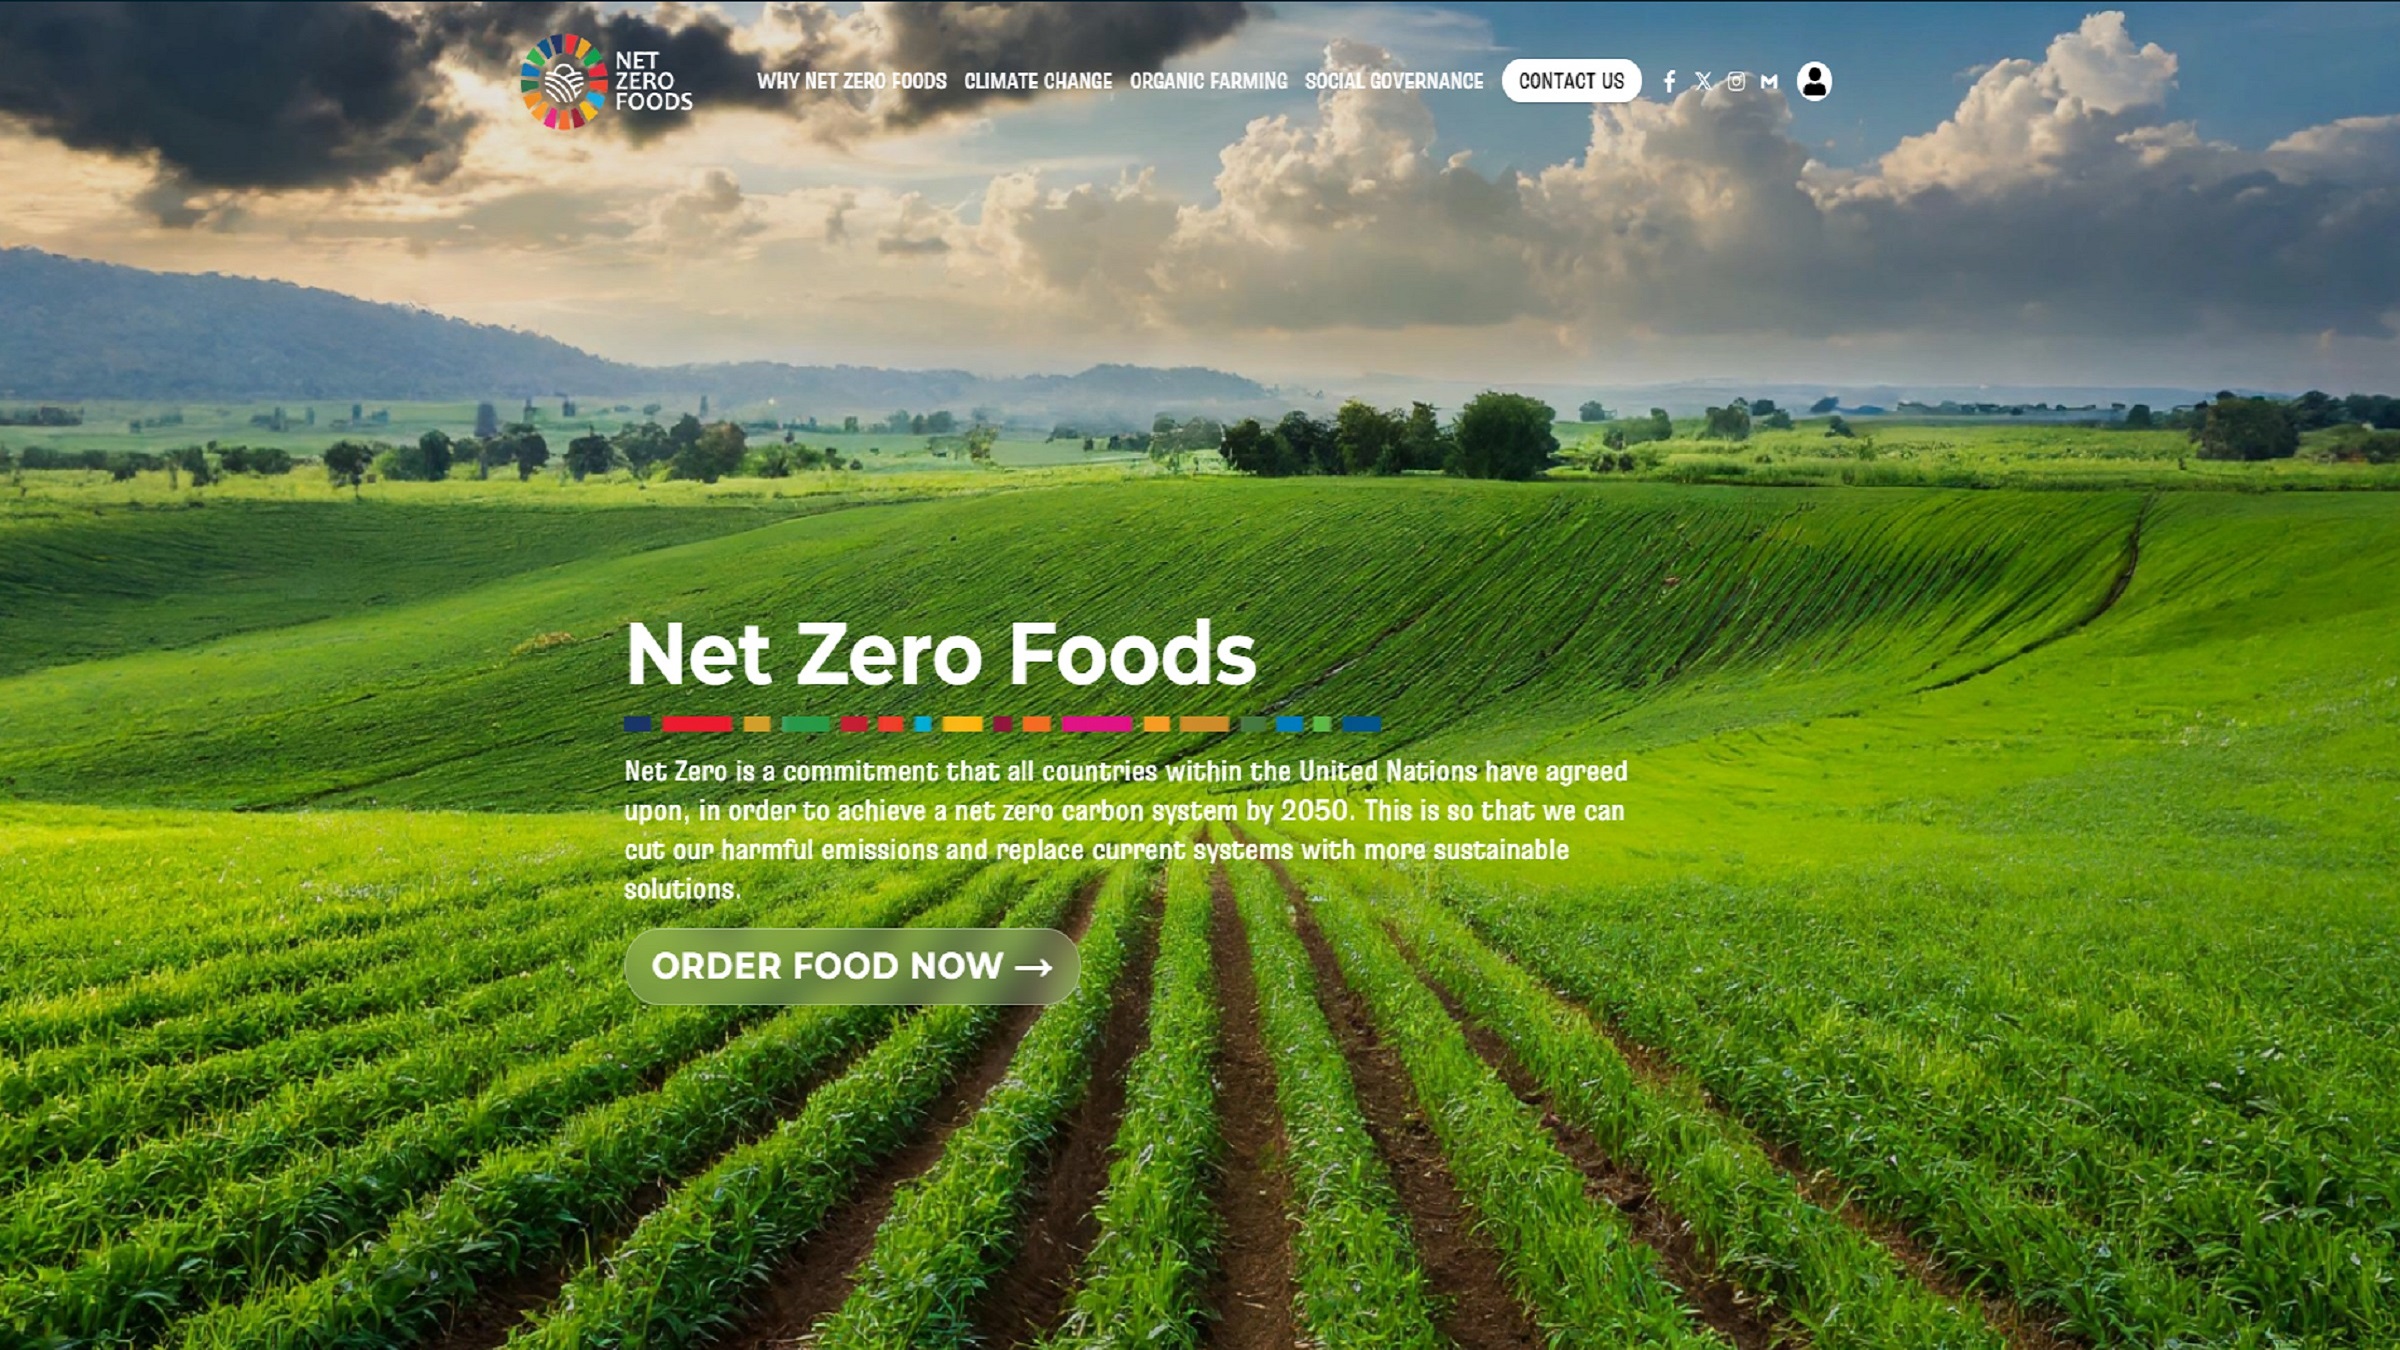 NET
ZERO
FOODS
WHY NET ZERO FOODS CLIMATE CHANGE ORGANIC FARMING SOCIAL GOVERNANCE CONTACT US
Net Zero Foods
Net Zero is a commitment that all countries within the United Nations have agreed
upon, in order to achieve a net zero carbon system by 2050. This is so that we can
cut our harmful emissions and replace current systems with more sustainable
solutions.
ORDER FOOD NOW →